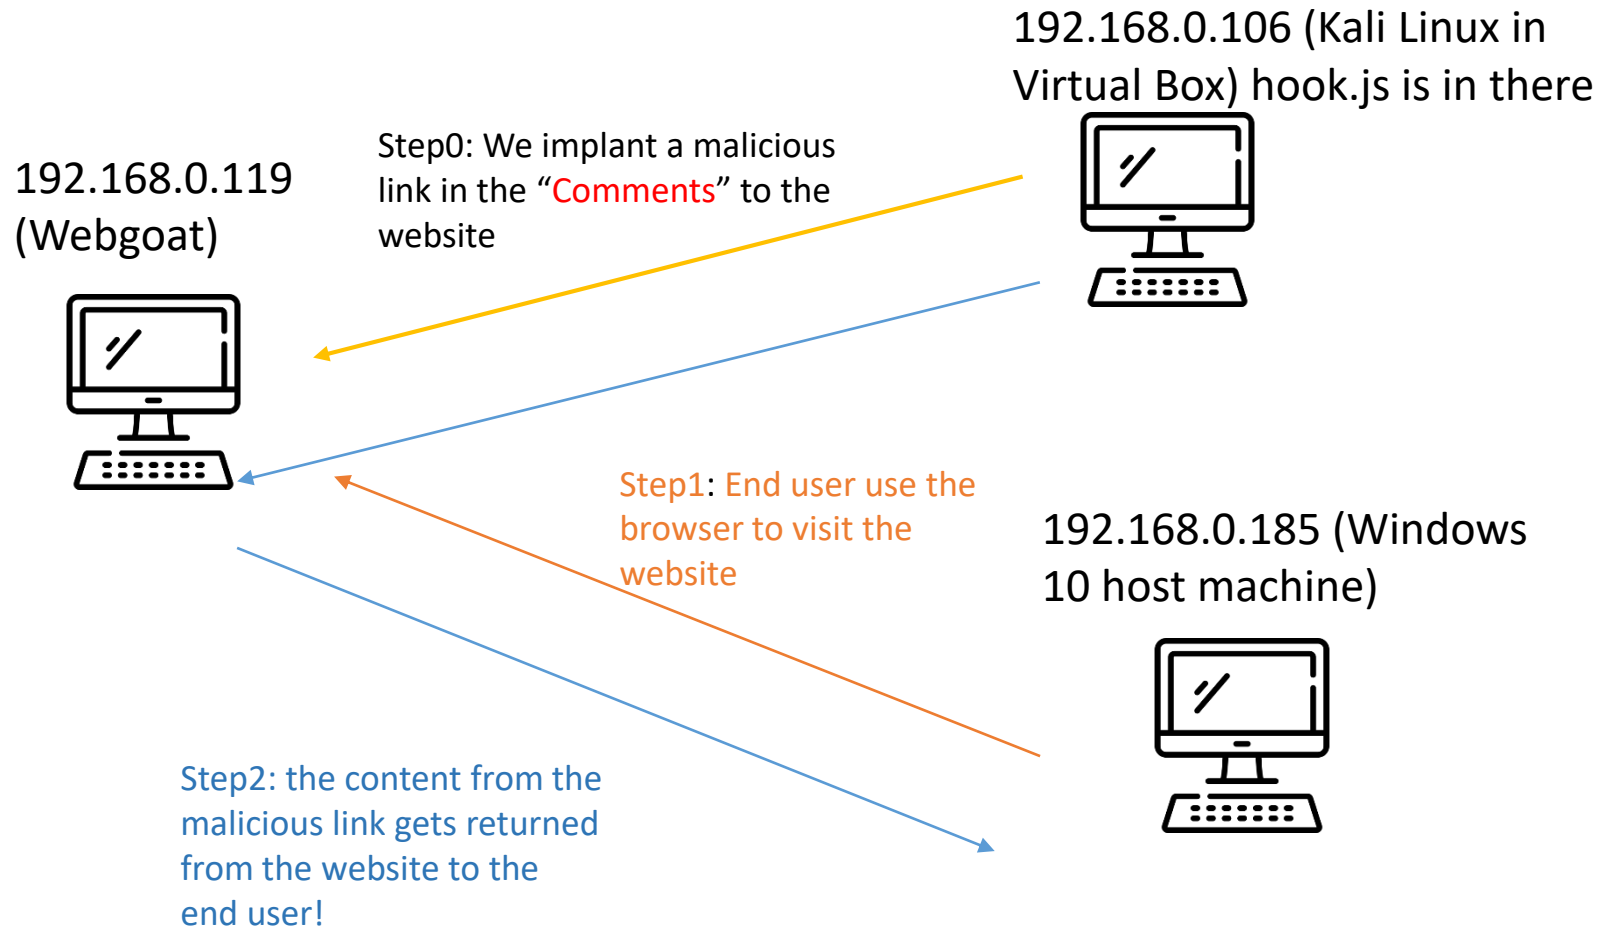 192.168.0.106 (Kali Linux in
Virtual Box) hook.js is in there
Step0: We implant a malicious
link in the “Comments” to the
website
192.168.0.119
(Webgoat)
Step1: End user use the
browser to visit the
website
192.168.0.185 (Windows
10 host machine)
Step2: the content from the
malicious link gets returned
from the website to the
end user!